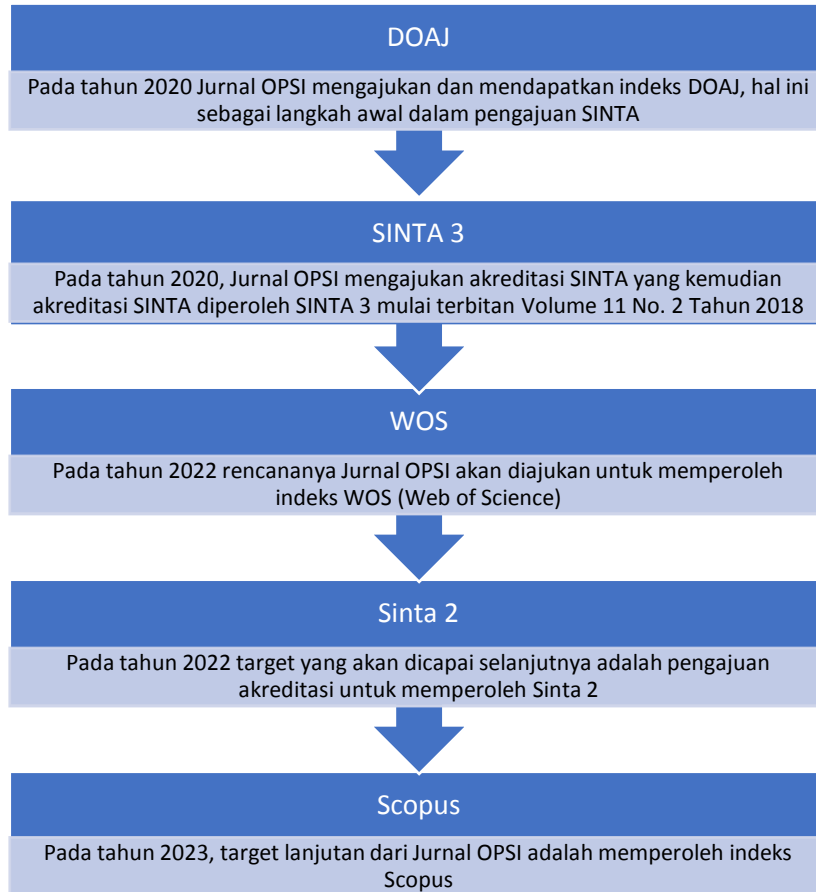 DOAJ
Pada tahun 2020 Jurnal OPSI mengajukan dan mendapatkan indeks DOAJ, hal ini
sebagai langkah awal dalam pengajuan SINTA
SINTA 3
Pada tahun 2020, Jurnal OPSI mengajukan akreditasi SINTA yang kemudian
akreditasi SINTA diperoleh SINTA 3 mulai terbitan Volume 11 No. 2 Tahun 2018
WOS
Pada tahun 2022 rencananya Jurnal OPSI akan diajukan untuk memperoleh
indeks WOS (Web of Science)
Sinta 2
Pada tahun 2022 target yang akan dicapai selanjutnya adalah pengajuan
akreditasi untuk memperoleh Sinta 2
Scopus
Pada tahun 2023, target lanjutan dari Jurnal OPSI adalah memperoleh indeks
Scopus